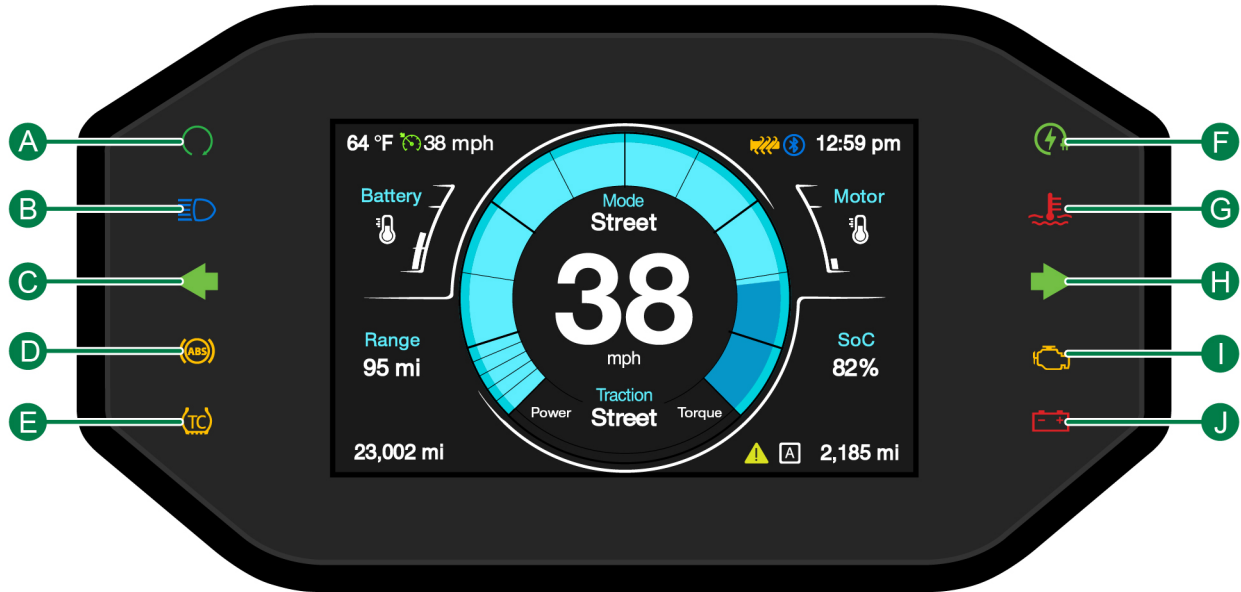 A
B
C
D
ABS
E
TC
64 °F 38 mph
12:59 pm
Battery
Motor
Mode
Street
38
mph
Range
95 mi
SoC
82%
Traction
Power Street Torque
23,002 mi
A 2,185 mi
F
G
H
I
J
- +